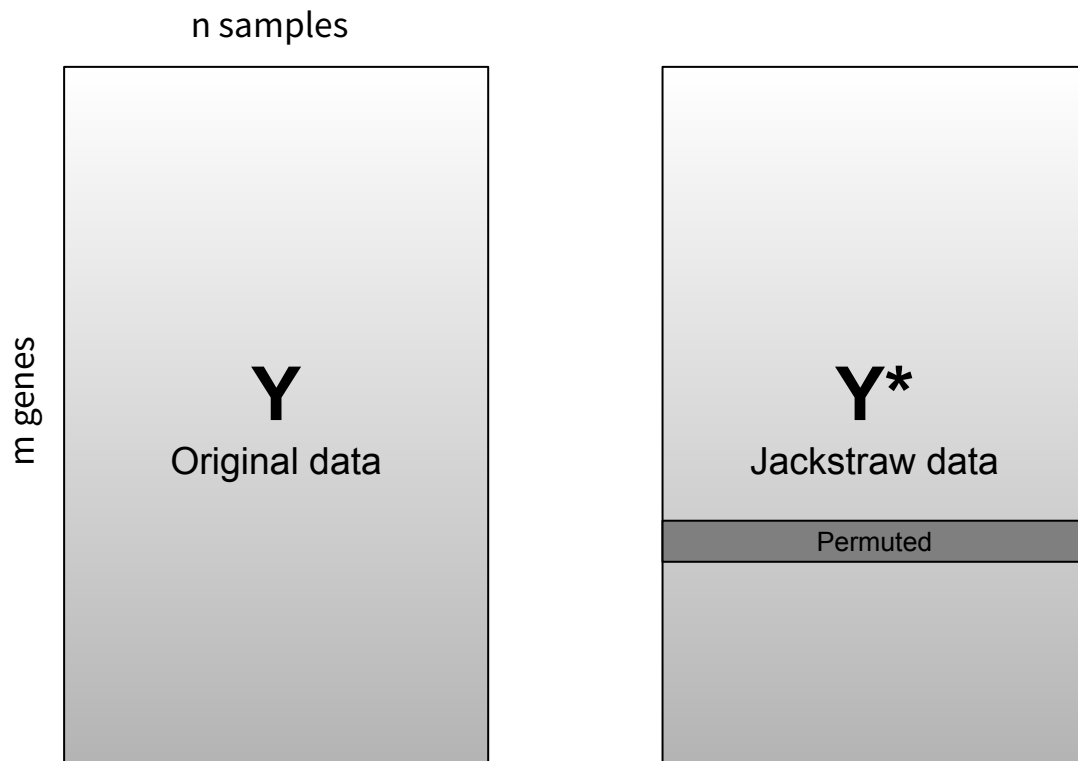 n samples
m genes
Y
Original data
Y*
Jackstraw data
Permuted